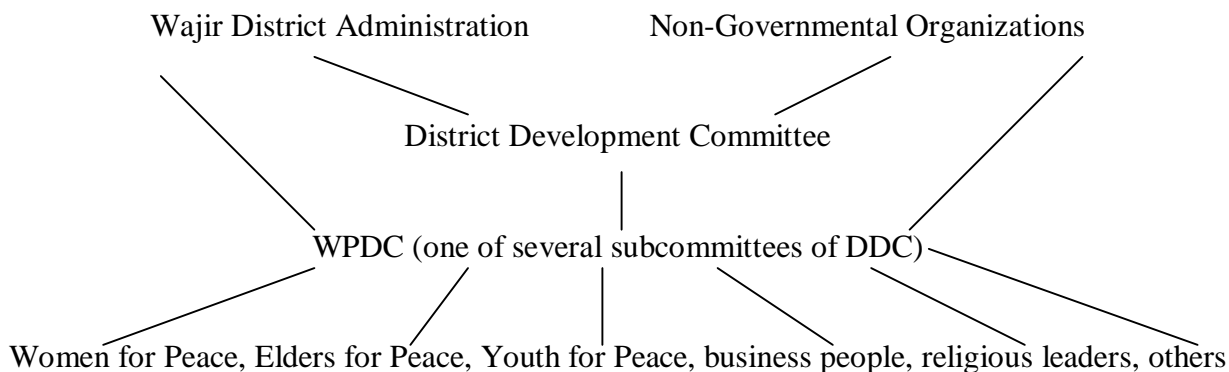 Wajir District Administration Non-Governmental Organizations
District Development Committee
WPDC (one of several subcommittees of DDC)
Women for Peace, Elders for Peace, Youth for Peace, business people, religious leaders, others